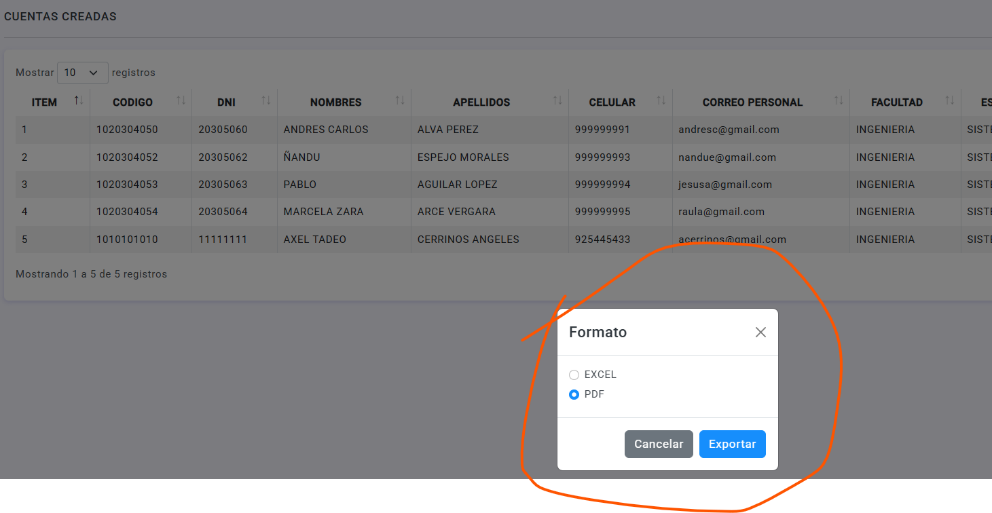 CUENTAS CREADAS
Mostrar 10 registros
ITEM CODIGO DNI NOMBRES APELLIDOS CELULAR CORREO PERSONAL FACULTAD ES
1 1020304050 20305060 ANDRES CARLOS ALVA PEREZ 999999991 andresc@gmail.com INGENIERIA SISTE
2 1020304052 20305062 ÑANDU ESPEJO MORALES 999999993 nandue@gmail.com INGENIERIA SISTE
3 1020304053 20305063 PABLO AGUILAR LOPEZ 999999994 jesusa@gmail.com INGENIERIA SISTE
4 1020304054 20305064 MARCELA ZARA ARCE VERGARA 999999995 raula@gmail.com INGENIERIA SISTE
5 1010101010 11111111 AXEL TADEO CERRINOS ANGELES 925445433 acerrinos@gmail.com INGENIERIA SISTE
Mostrando 1 a 5 de 5 registros
Formato
EXCEL
PDF
Cancelar Exportar